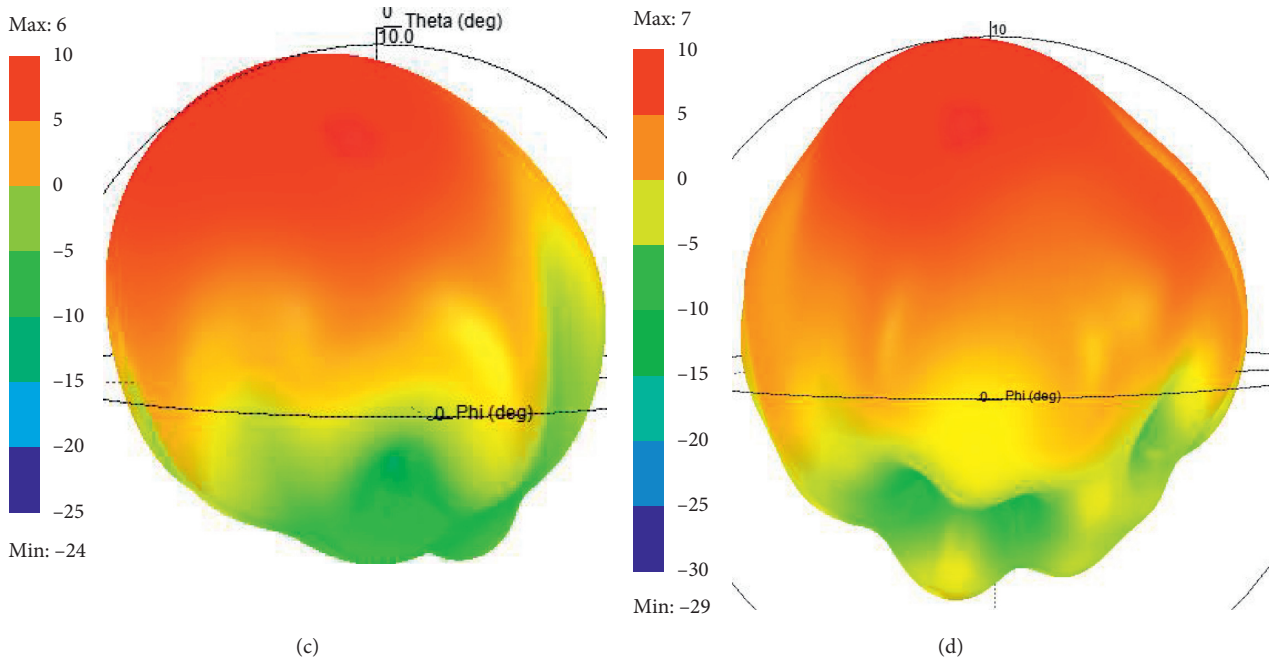 Max: 6
10
5
0
–5
–10
–15
–20
–25
Min: –24
0
Theta (deg)
10.0
0 Phi (deg)
(c)
Max: 7
10
5
0
–5
–10
–15
–20
–25
–30
Min: –29
10
0 Phi (deg)
(d)